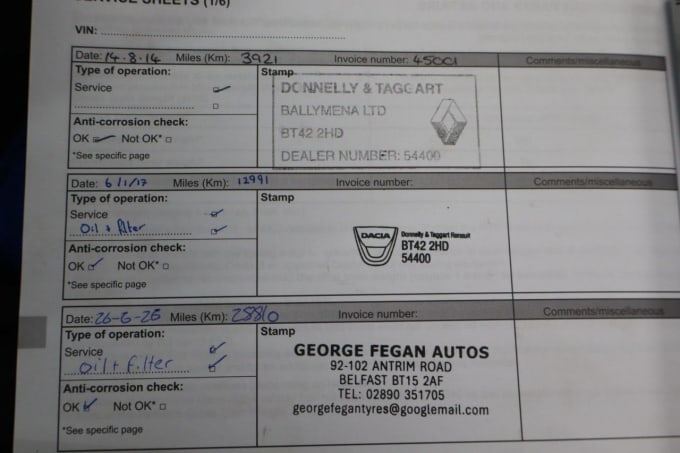 SERVICE SHEETS (1/6)
VIN:
Date: 14.8.14 Miles (Km): 3921 Invoice number: 45001 Comments/miscellaneous
Type of operation:
Service
Anti-corrosion check:
OK Not OK*
*See specific page
Stamp
DONNELLY & TAGGART
BALLYMENA LTD
BT42 2HD
DEALER NUMBER: 54400
Date: 6/1/17 Miles (Km): 12991 Invoice number: Comments/miscellaneous
Type of operation:
Service
Oil + filter
Anti-corrosion check:
OK Not OK*
*See specific page
Stamp
DACIA
Donnelly & Taggart Renault
BT42 2HD
54400
Date: 26-6-26 Miles (Km): 28810 Invoice number: Comments/miscellaneous
Type of operation:
Service
Oil + filter
Anti-corrosion check:
OK Not OK*
*See specific page
Stamp
GEORGE FEGAN AUTOS
92-102 ANTRIM ROAD
BELFAST BT15 2AF
TEL: 02890 351705
georgefegantyres@googlemail.com